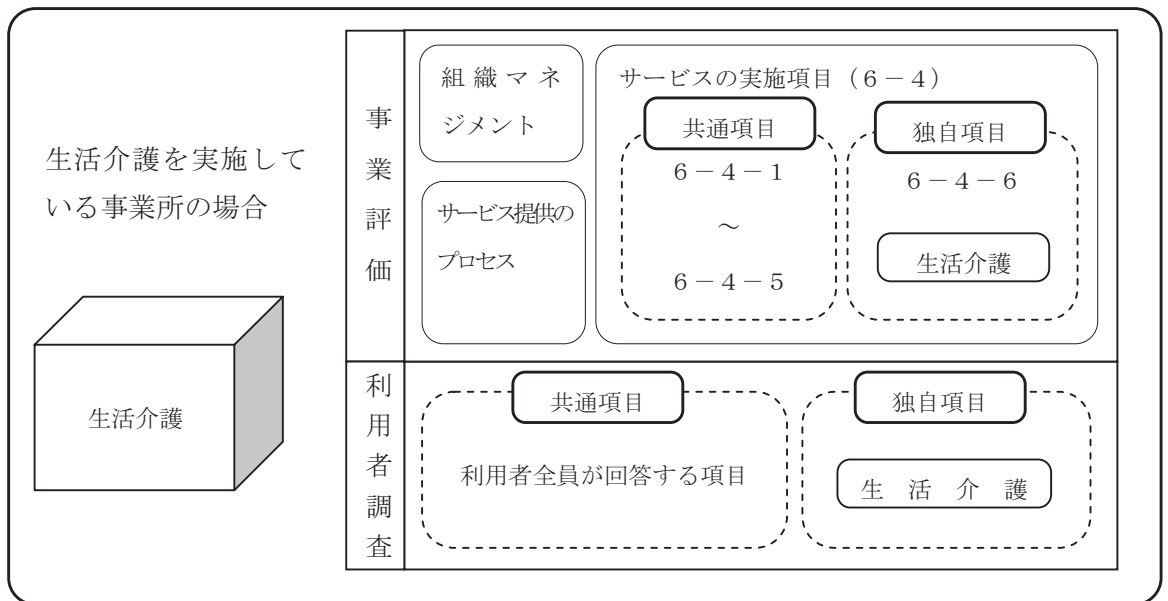 生活介護を実施して
いる事業所の場合
生活介護
事業評価
組織マネ
ジメント
サービス提供の
プロセス
サービスの実施項目（6－4）
共通項目
6－4－1
～
6－4－5
独自項目
6－4－6
生活介護
利用者調査
共通項目
利用者全員が回答する項目
独自項目
生活介護